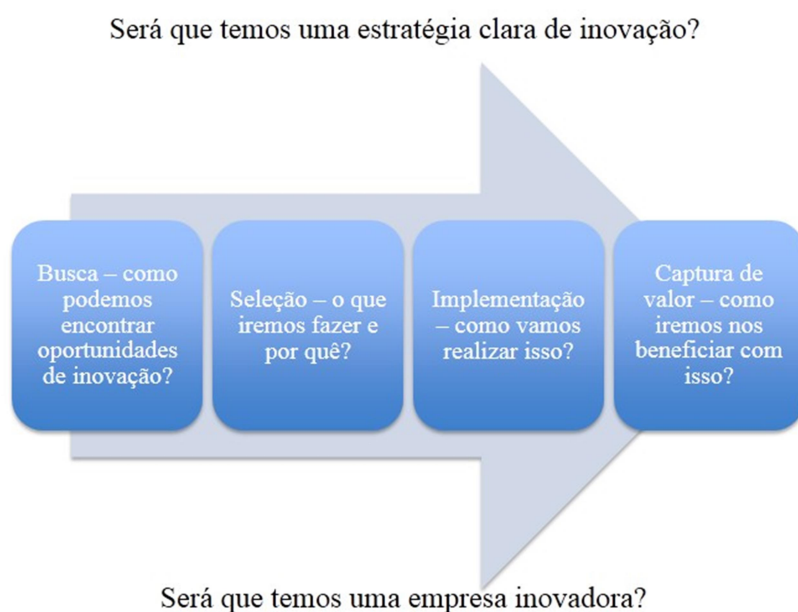 Será que temos uma estratégia clara de inovação?
Busca – como
podemos
encontrar
oportunidades
de inovação?
Seleção – o que
iremos fazer e
por quê?
Implementação
– como vamos
realizar isso?
Captura de
valor – como
iremos nos
beneficiar com
isso?
Será que temos uma empresa inovadora?